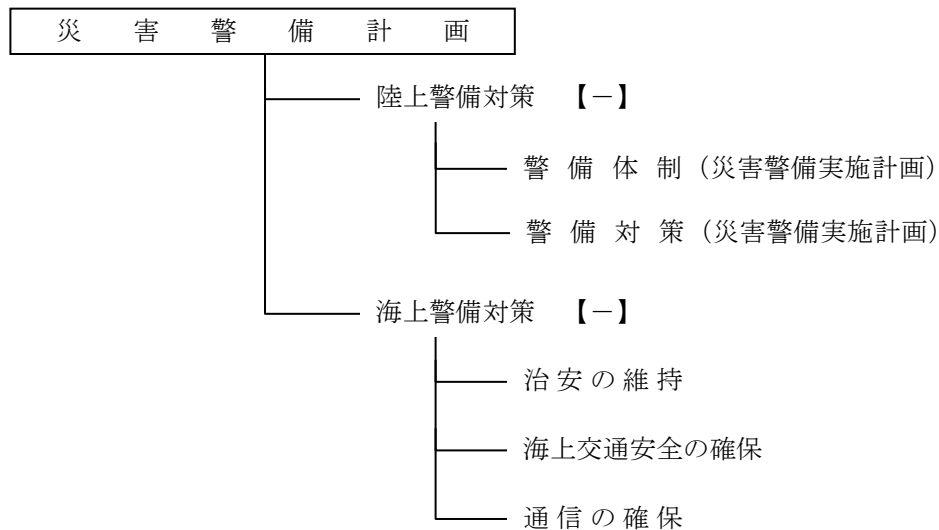 災害警備計画
陸上警備対策 【－】
警備体制(災害警備実施計画)
警備対策(災害警備実施計画)
海上警備対策 【－】
治安の維持
海上交通安全の確保
通信の確保